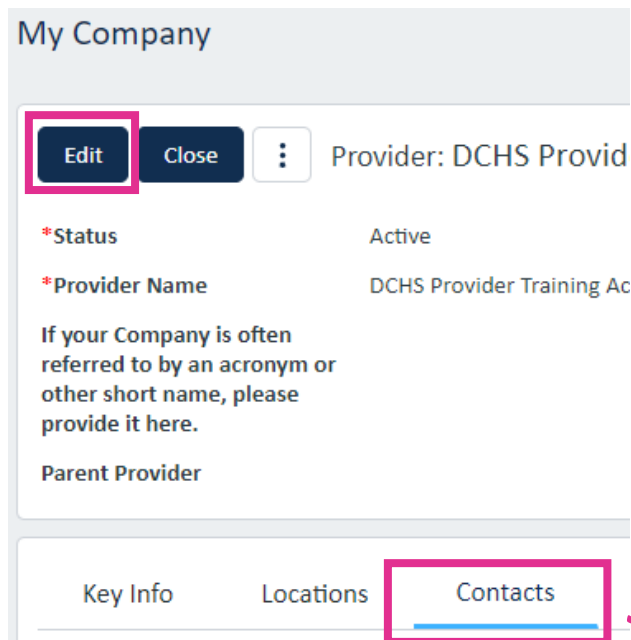 My Company
Edit Close Provider: DCHS Provid
*Status Active
*Provider Name DCHS Provider Training Ac
If your Company is often
referred to by an acronym or
other short name, please
provide it here.
Parent Provider
Key Info Locations Contacts